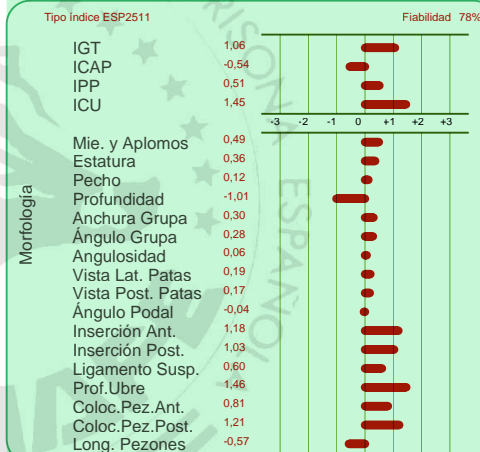 Tipo Índice ESP2511 Fiabilidad 78%
IGT 1,06
ICAP -0,54
IPP 0,51
ICU 1,45
-3 -2 -1 0 +1 +2 +3
Morfología
Mie. y Aplomos 0,49
Estatura 0,36
Pecho 0,12
Profundidad -1,01
Anchura Grupa 0,30
Ángulo Grupa 0,28
Angulosidad 0,06
Vista Lat. Patas 0,19
Vista Post. Patas 0,17
Ángulo Podal -0,04
Inserción Ant. 1,18
Inserción Post. 1,03
Ligamento Susp. 0,60
Prof.Ubre 1,46
Coloc.Pez.Ant. 0,81
Coloc.Pez.Post. 1,21
Long. Pezones -0,57
ESPAÑOLA